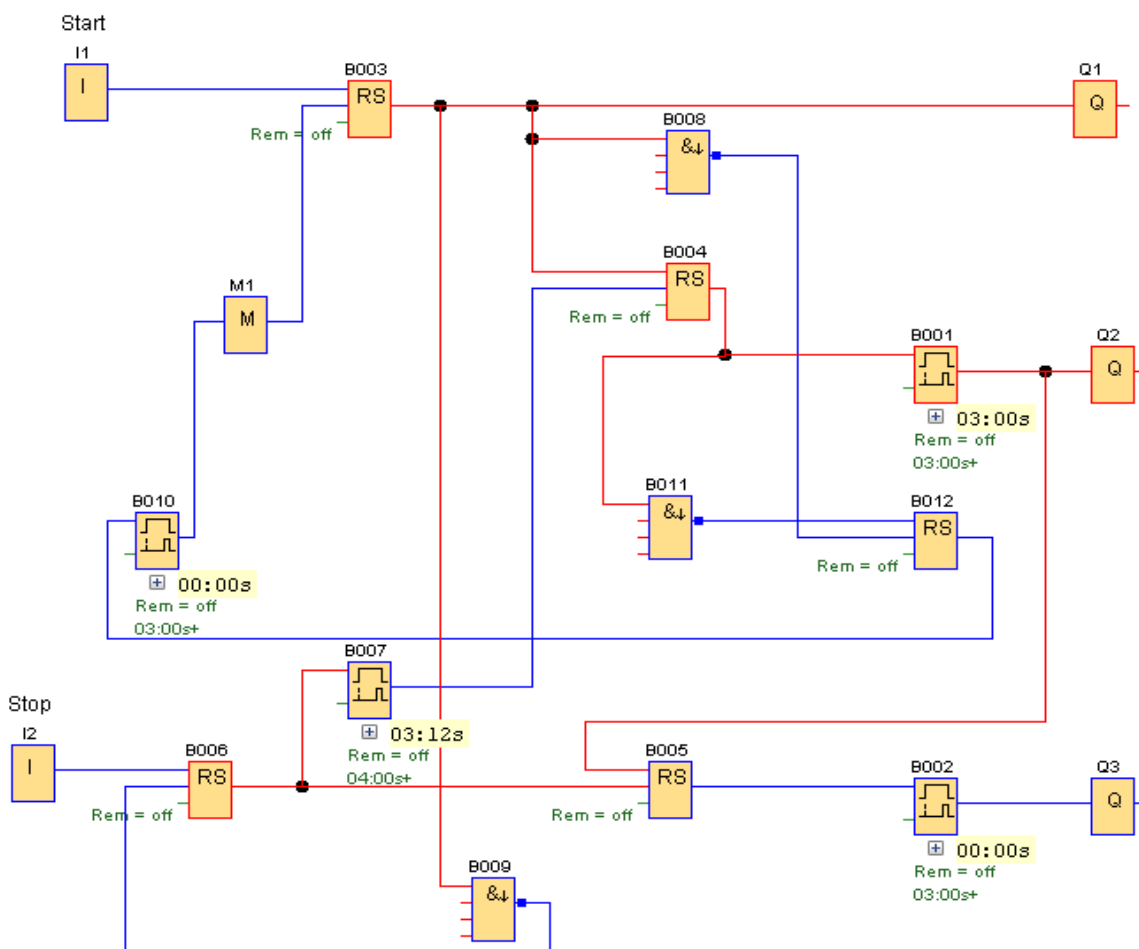 Start
I1
I
B003
RS
Rem = off
Q1
Q
B008
&↓
B004
RS
Rem = off
M1
M
B001
03:00s
Rem = off
03:00s+
Q2
Q
B010
00:00s
Rem = off
03:00s+
B011
&↓
B012
RS
Rem = off
B007
03:12s
Rem = off
04:00s+
Stop
I2
I
B006
RS
Rem = off
B005
RS
Rem = off
B002
00:00s
Rem = off
03:00s+
Q3
Q
B009
&↓